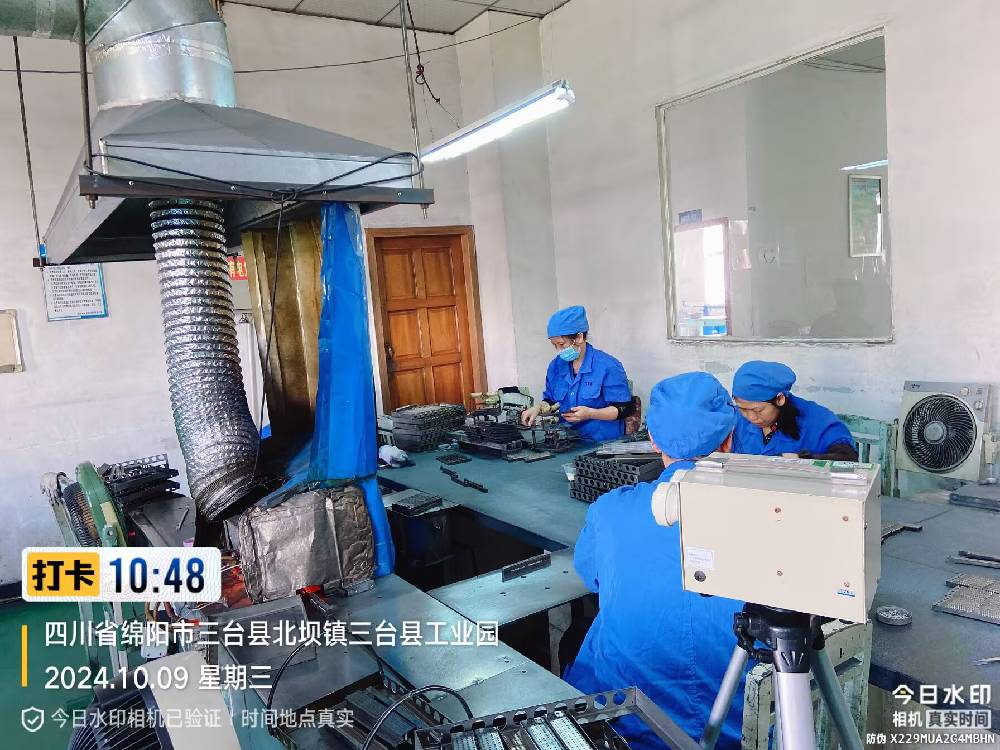 打卡 10:48
四川省绵阳市三台县北坝镇三台县工业园
2024.10.09 星期三
今日水印相机已验证 | 时间地点真实
今日水印
相机 真实时间
防伪 X229MUA2G4MBHN